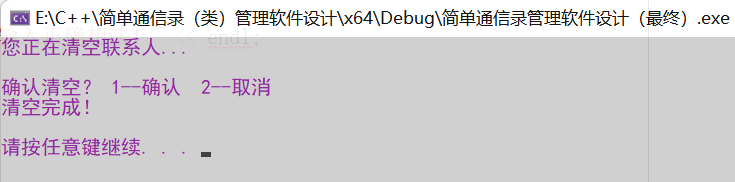 E:\C++\简单通信录（类）管理软件设计\x64\Debug\简单通信录管理软件设计（最终）.exe
您正在清空联系人...
确认清空？ 1--确认  2--取消
清空完成！
请按任意键继续. . .